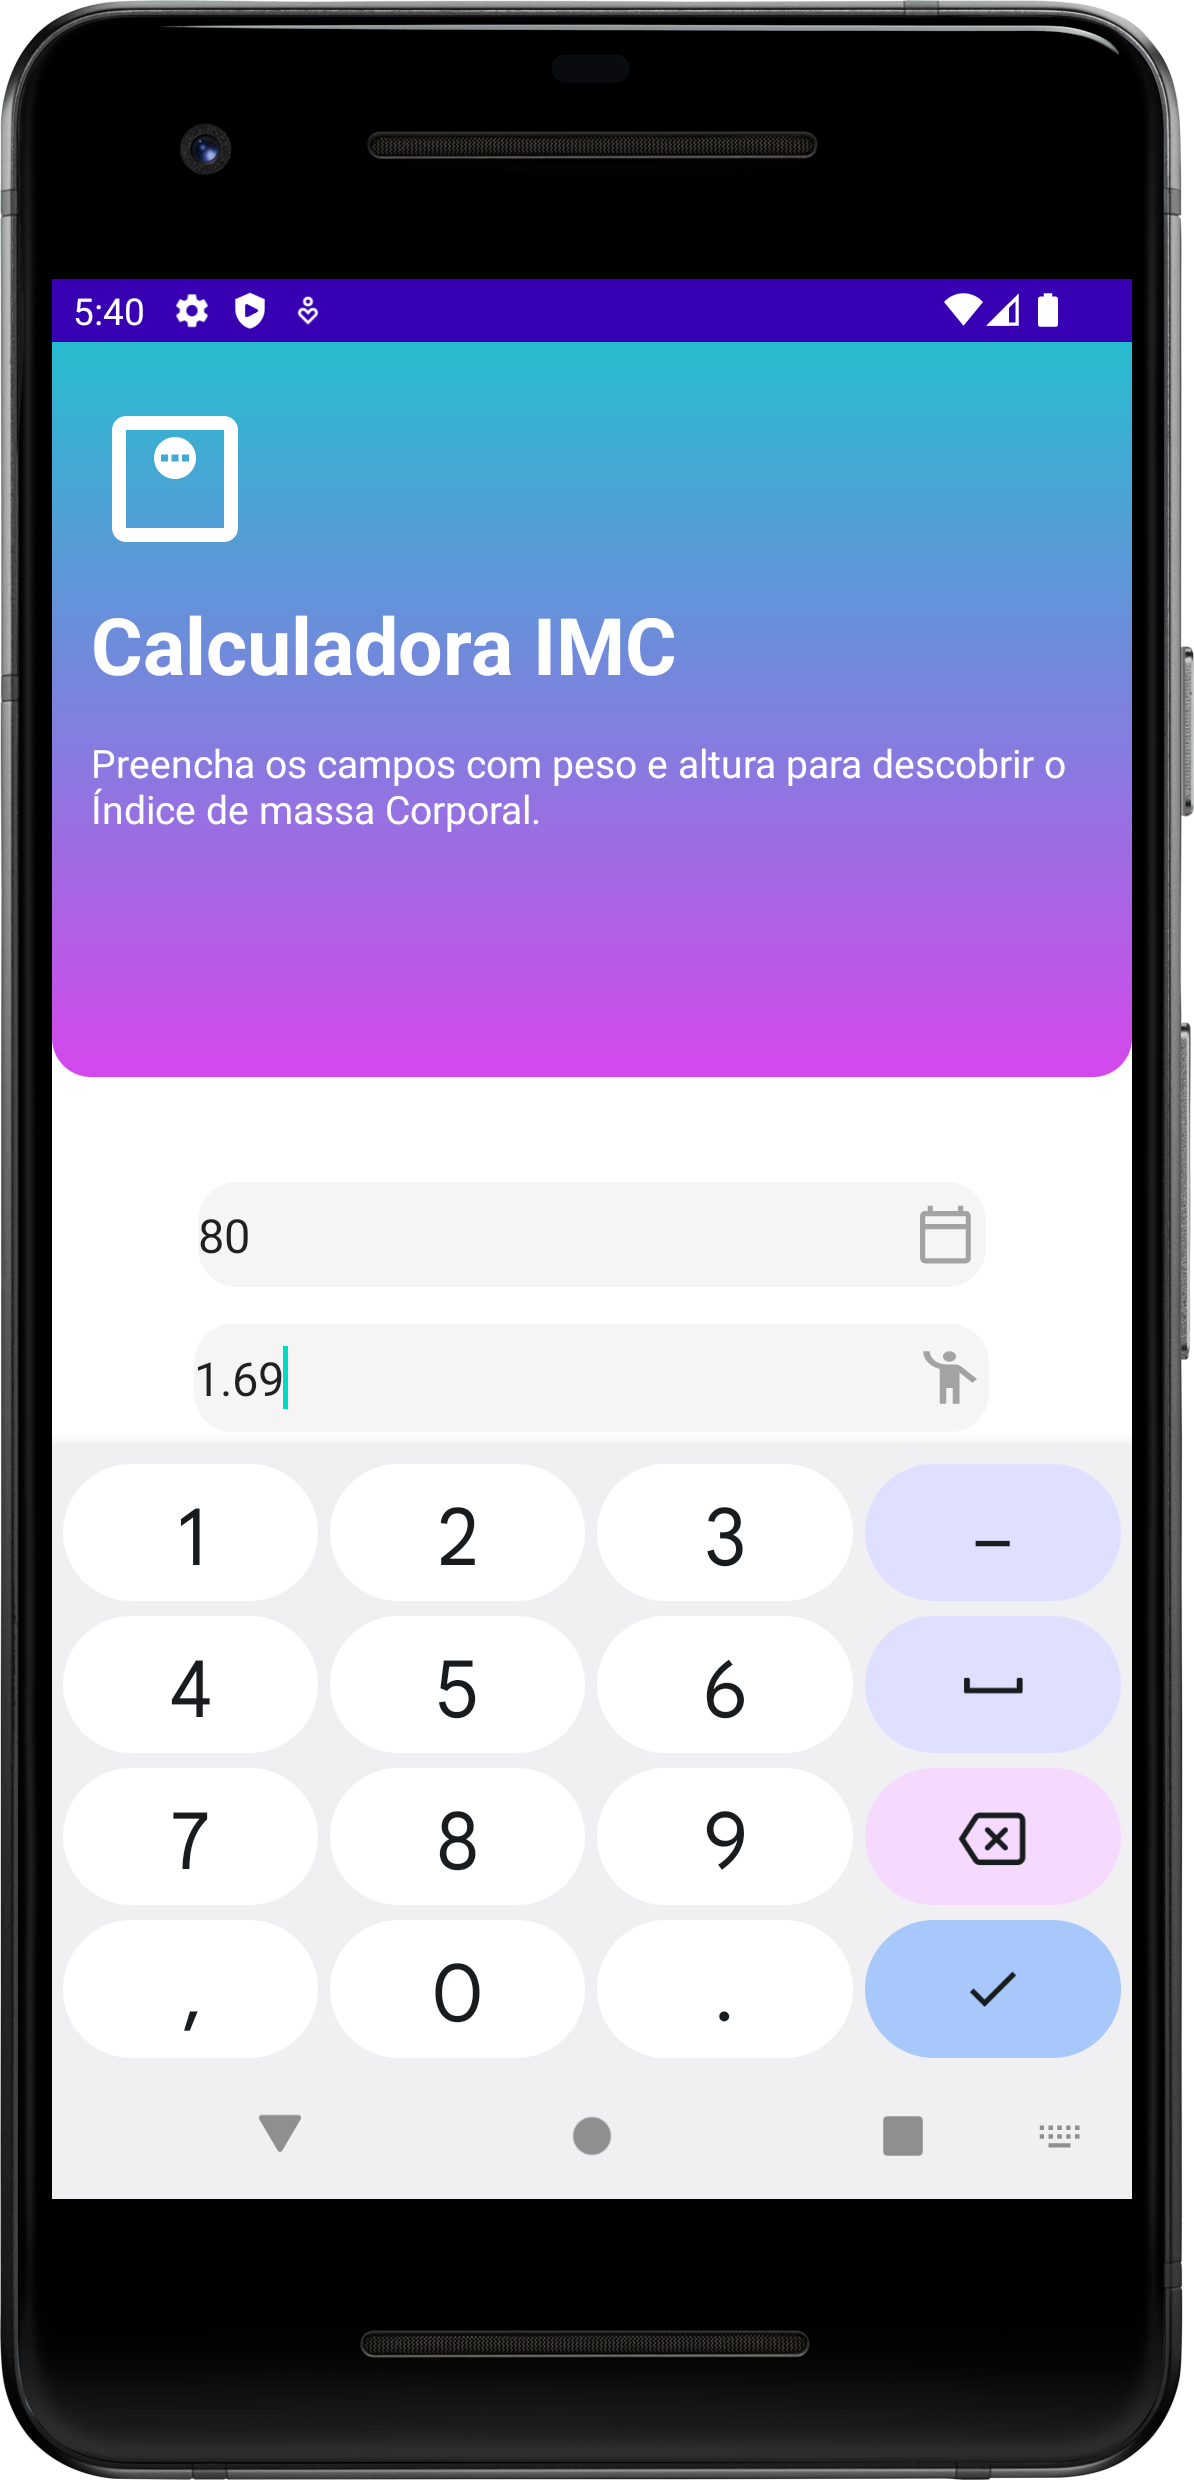 5:40
Calculadora IMC
Preencha os campos com peso e altura para descobrir o
Índice de massa Corporal.
80
1.69
1 2 3 –
4 5 6
7 8 9
, 0 .